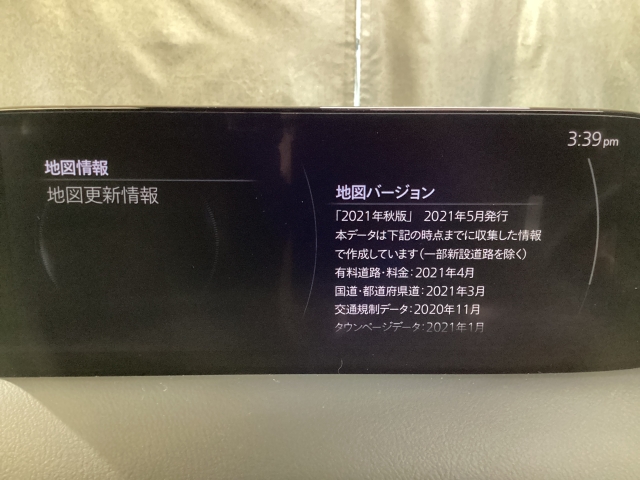 3:39pm
地図情報
地図更新情報
地図バージョン
「2021年秋版」 2021年5月発行
本データは下記の時点までに収集した情報
で作成しています(一部新設道路を除く)
有料道路・料金:2021年4月
国道・都道府県道:2021年3月
交通規制データ:2020年11月
タウンページデータ:2021年1月